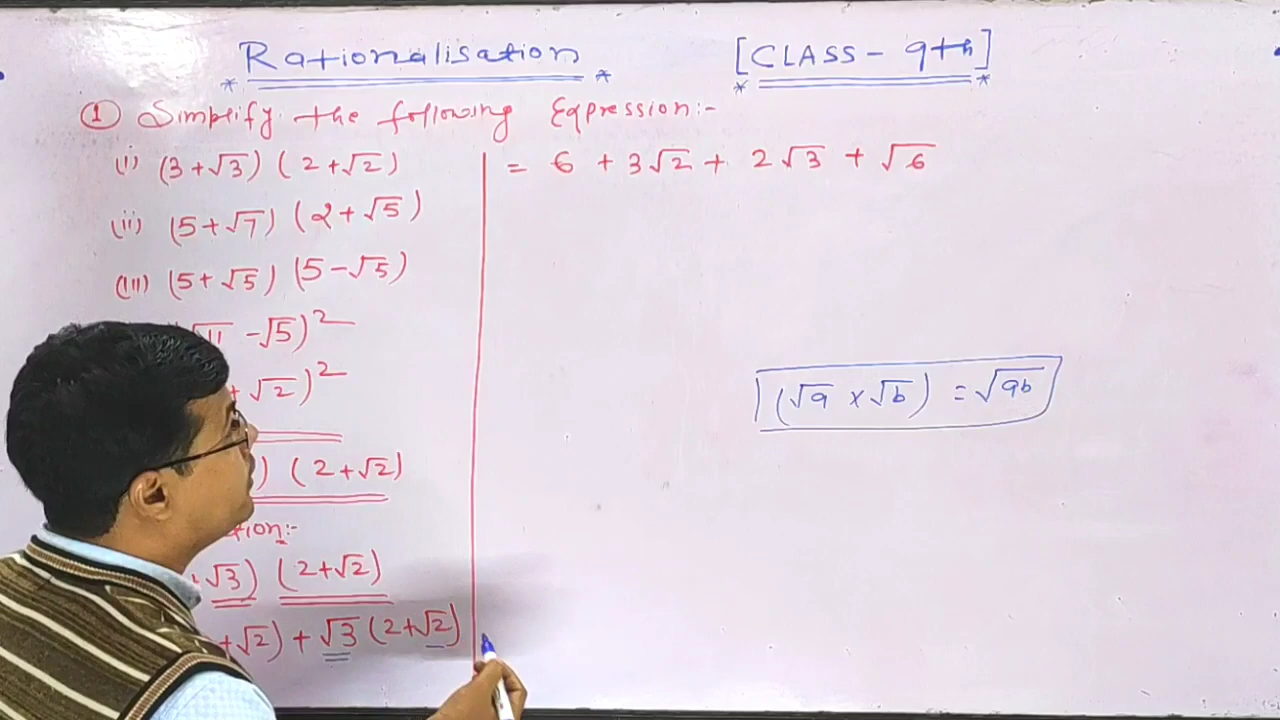 Rationalisation [CLASS - 9th]
① Simplify the following Expression:-
(i) (3+√3) (2+√2)
(ii) (5+√7) (2+√5)
(iii) (5+√5) (5-√5)
√11 -√5)²
+√2)²
) (2+√2)
tion:-
+√3) (2+√2)
+√2) + √3 (2+√2)
= 6 + 3√2 + 2√3 + √6
(√a × √b) = √ab